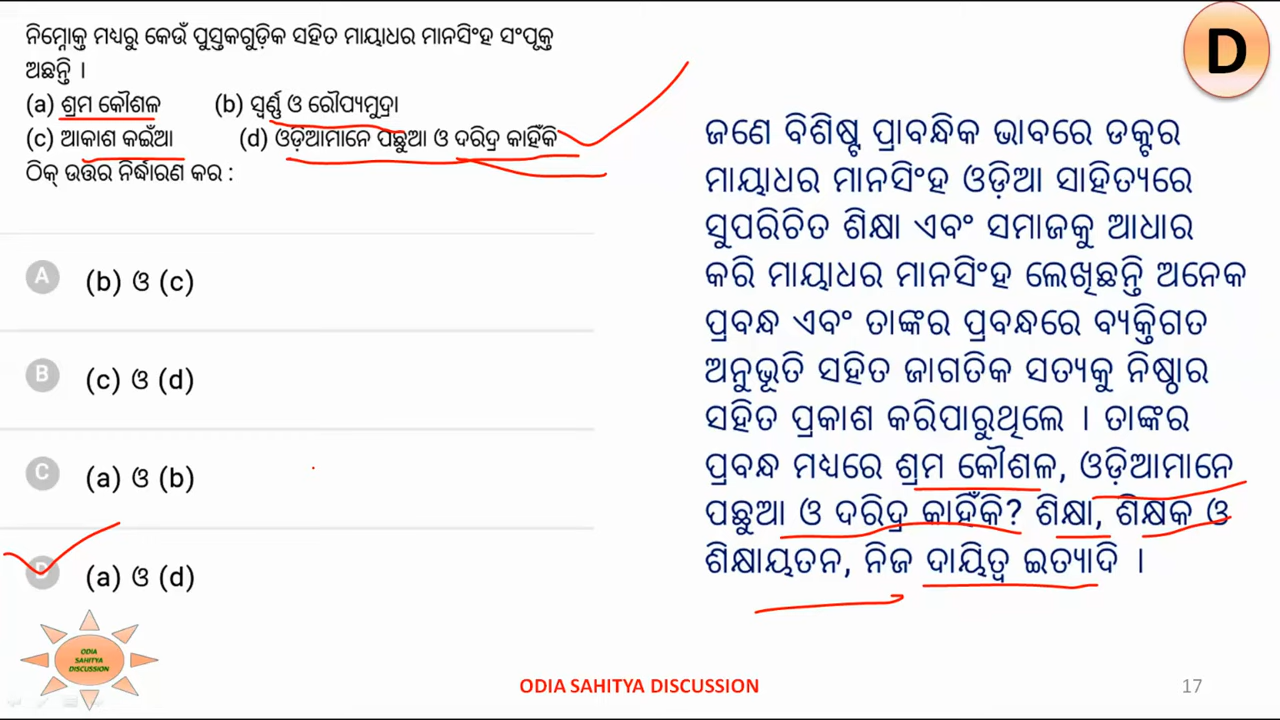 ନିମ୍ନୋକ୍ତ ମଧ୍ୟରୁ କେଉଁ ପୁସ୍ତକଗୁଡ଼ିକ ସହିତ ମାୟାଧର ମାନସିଂହ ସଂପୃକ୍ତ
ଅଛନ୍ତି ।
(a) ଶ୍ରମ କୌଶଳ (b) ସ୍ୱର୍ଣ୍ଣ ଓ ରୌପ୍ୟମୁଦ୍ରା
(c) ଆକାଶ କଇଁଆ (d) ଓଡ଼ିଆମାନେ ପଛୁଆ ଓ ଦରିଦ୍ର କାହିଁକି
ଠିକ୍ ଉତ୍ତର ନିର୍ଦ୍ଧାରଣ କର :
A (b) ଓ (c)
B (c) ଓ (d)
C (a) ଓ (b)
D (a) ଓ (d)
D
ଜଣେ ବିଶିଷ୍ଟ ପ୍ରାବନ୍ଧିକ ଭାବରେ ଡକ୍ଟର
ମାୟାଧର ମାନସିଂହ ଓଡ଼ିଆ ସାହିତ୍ୟରେ
ସୁପରିଚିତ ଶିକ୍ଷା ଏବଂ ସମାଜକୁ ଆଧାର
କରି ମାୟାଧର ମାନସିଂହ ଲେଖିଛନ୍ତି ଅନେକ
ପ୍ରବନ୍ଧ ଏବଂ ତାଙ୍କର ପ୍ରବନ୍ଧରେ ବ୍ୟକ୍ତିଗତ
ଅନୁଭୂତି ସହିତ ଜାଗତିକ ସତ୍ୟକୁ ନିଷ୍ଠାର
ସହିତ ପ୍ରକାଶ କରିପାରୁଥିଲେ । ତାଙ୍କର
ପ୍ରବନ୍ଧ ମଧ୍ୟରେ ଶ୍ରମ କୌଶଳ, ଓଡ଼ିଆମାନେ
ପଛୁଆ ଓ ଦରିଦ୍ର କାହିଁକି? ଶିକ୍ଷା, ଶିକ୍ଷକ ଓ
ଶିକ୍ଷାୟତନ, ନିଜ ଦାୟିତ୍ୱ ଇତ୍ୟାଦି ।
ODIA
SAHITYA
DISCUSSION
ODIA SAHITYA DISCUSSION
17